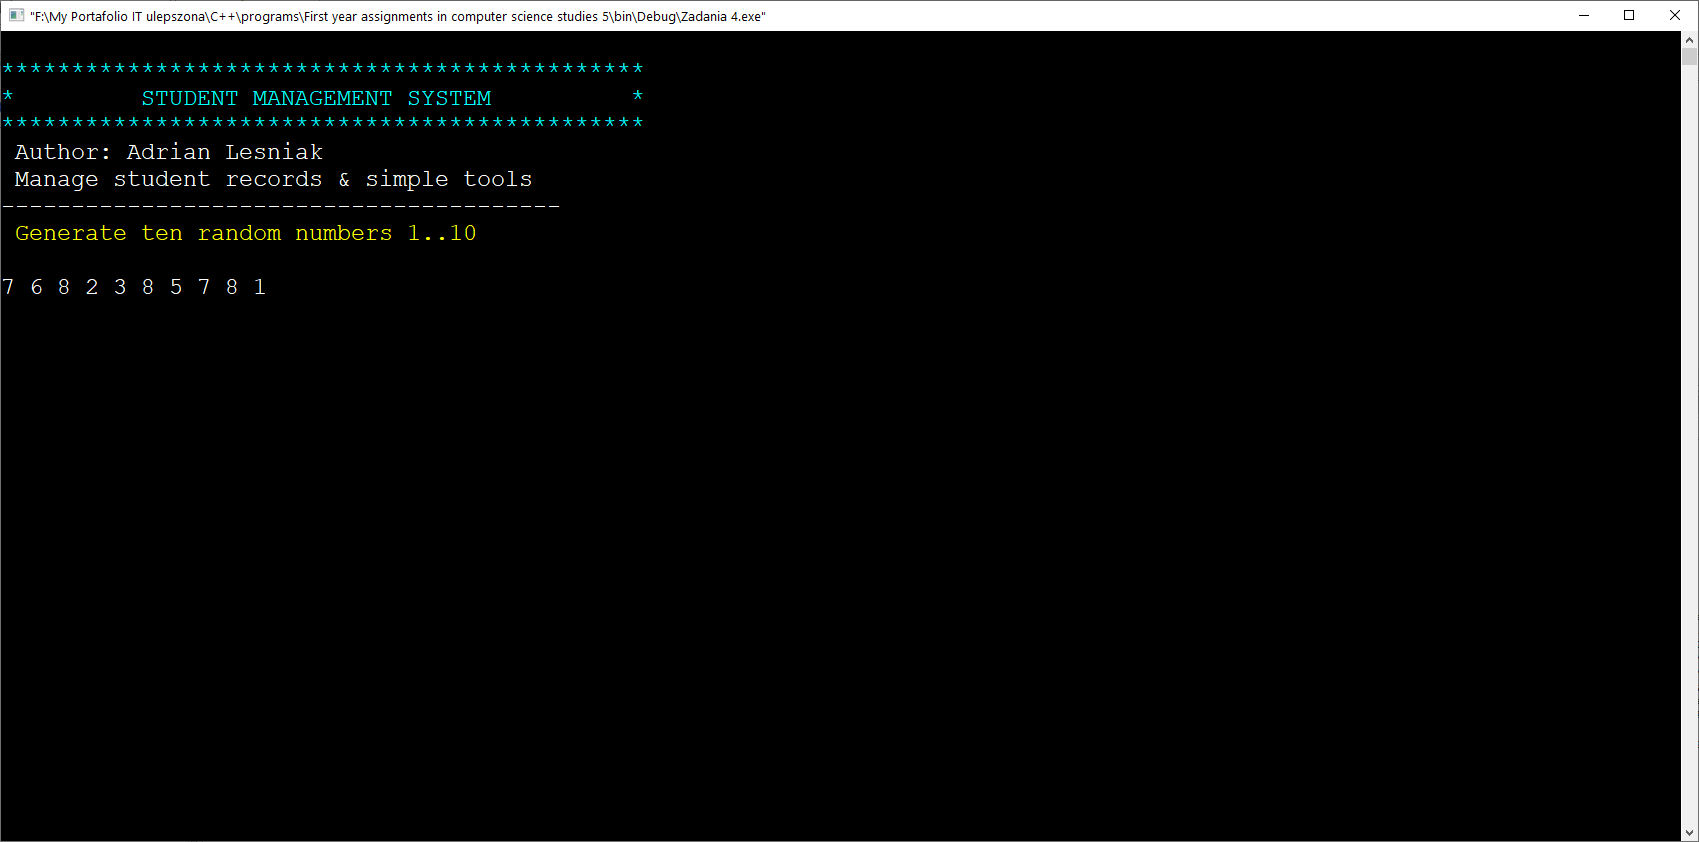 "F:\My Portafolio IT ulepszona\C++\programs\First year assignments in computer science studies 5\bin\Debug\Zadania 4.exe"
**********************************************
*         STUDENT MANAGEMENT SYSTEM          *
**********************************************
Author: Adrian Lesniak
Manage student records & simple tools
----------------------------------------
Generate ten random numbers 1..10
7 6 8 2 3 8 5 7 8 1